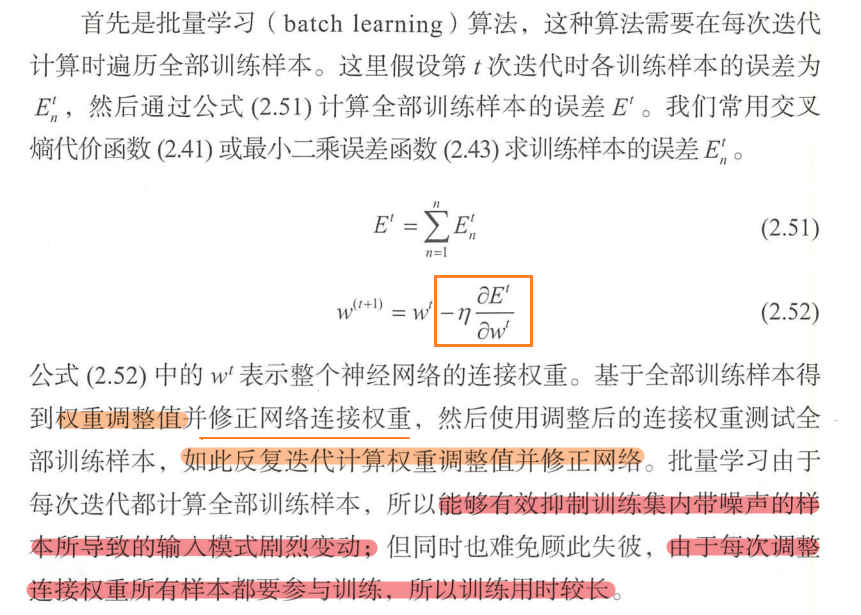 首先是批量学习（batch learning）算法，这种算法需要在每次迭代
计算时遍历全部训练样本。这里假设第 t 次迭代时各训练样本的误差为
Eₙᵗ，然后通过公式 (2.51) 计算全部训练样本的误差 Eᵗ。我们常用交叉
熵代价函数 (2.41) 或最小二乘误差函数 (2.43) 求训练样本的误差 Eₙᵗ。
Eᵗ = ∑ₙ₌₁ⁿ Eₙᵗ (2.51)
w⁽ᵗ⁺¹⁾ = wᵗ − η ∂Eᵗ/∂wᵗ (2.52)
公式 (2.52) 中的 wᵗ 表示整个神经网络的连接权重。基于全部训练样本得
到权重调整值并修正网络连接权重，然后使用调整后的连接权重测试全
部训练样本，如此反复迭代计算权重调整值并修正网络。批量学习由于
每次迭代都计算全部训练样本，所以能够有效抑制训练集内带噪声的样
本所导致的输入模式剧烈变动；但同时也难免顾此失彼，由于每次调整
连接权重所有样本都要参与训练，所以训练用时较长。